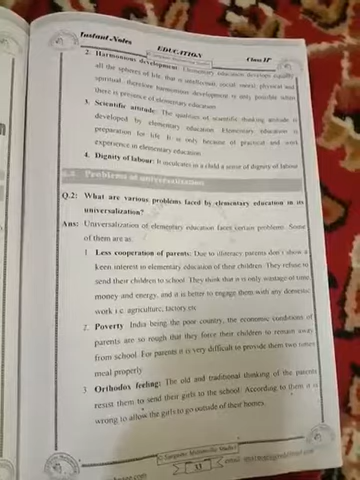 Instant Notes
EDUCATION
Class 11th
2. Harmonious development: Elementary education develops equally
all the spheres of life, that is intellectual, social, moral, physical and
spiritual, therefore harmonious development is only possible when
there is presence of elementary education.
3. Scientific attitude: The qualities of scientific thinking attitude is
developed by elementary education. Elementary education is
preparation for life. It is only because of practical and work
experience in elementary education.
4. Dignity of labour: It inculcates in a child a sense of dignity of labour.
Problems of universalization
Q.2: What are various problems faced by elementary education in its
universalization?
Ans: Universalization of elementary education faces certain problems. Some
of them are as:
1. Less cooperation of parents: Due to illiteracy parents don't show a
keen interest in elementary education of their children. They refuse to
send their children to school. They think that it is only wastage of time
money and energy, and it is better to engage them with any domestic
work i.e. agriculture, factory etc
2. Poverty India being the poor country, the economic conditions of
parents are so rough that they force their children to remain away
from school. For parents it is very difficult to provide them two times
meal properly.
3. Orthodox feeling: The old and traditional thinking of the parents
resist them to send their girls to the school. According to them it is
wrong to allow the girls to go outside of their homes.
13
email